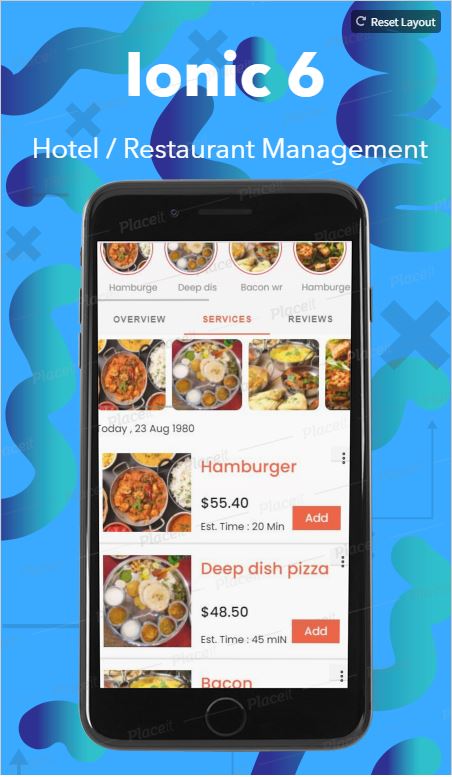 Reset Layout
Ionic 6
Hotel / Restaurant Management
Hamburge Deep dis Bacon wr Hamburge
OVERVIEW SERVICES REVIEWS
Today , 23 Aug 1980
Hamburger
$55.40
Est. Time : 20 Min
Add
Deep dish pizza
$48.50
Est. Time : 45 mIN
Add
Bacon
Placeit